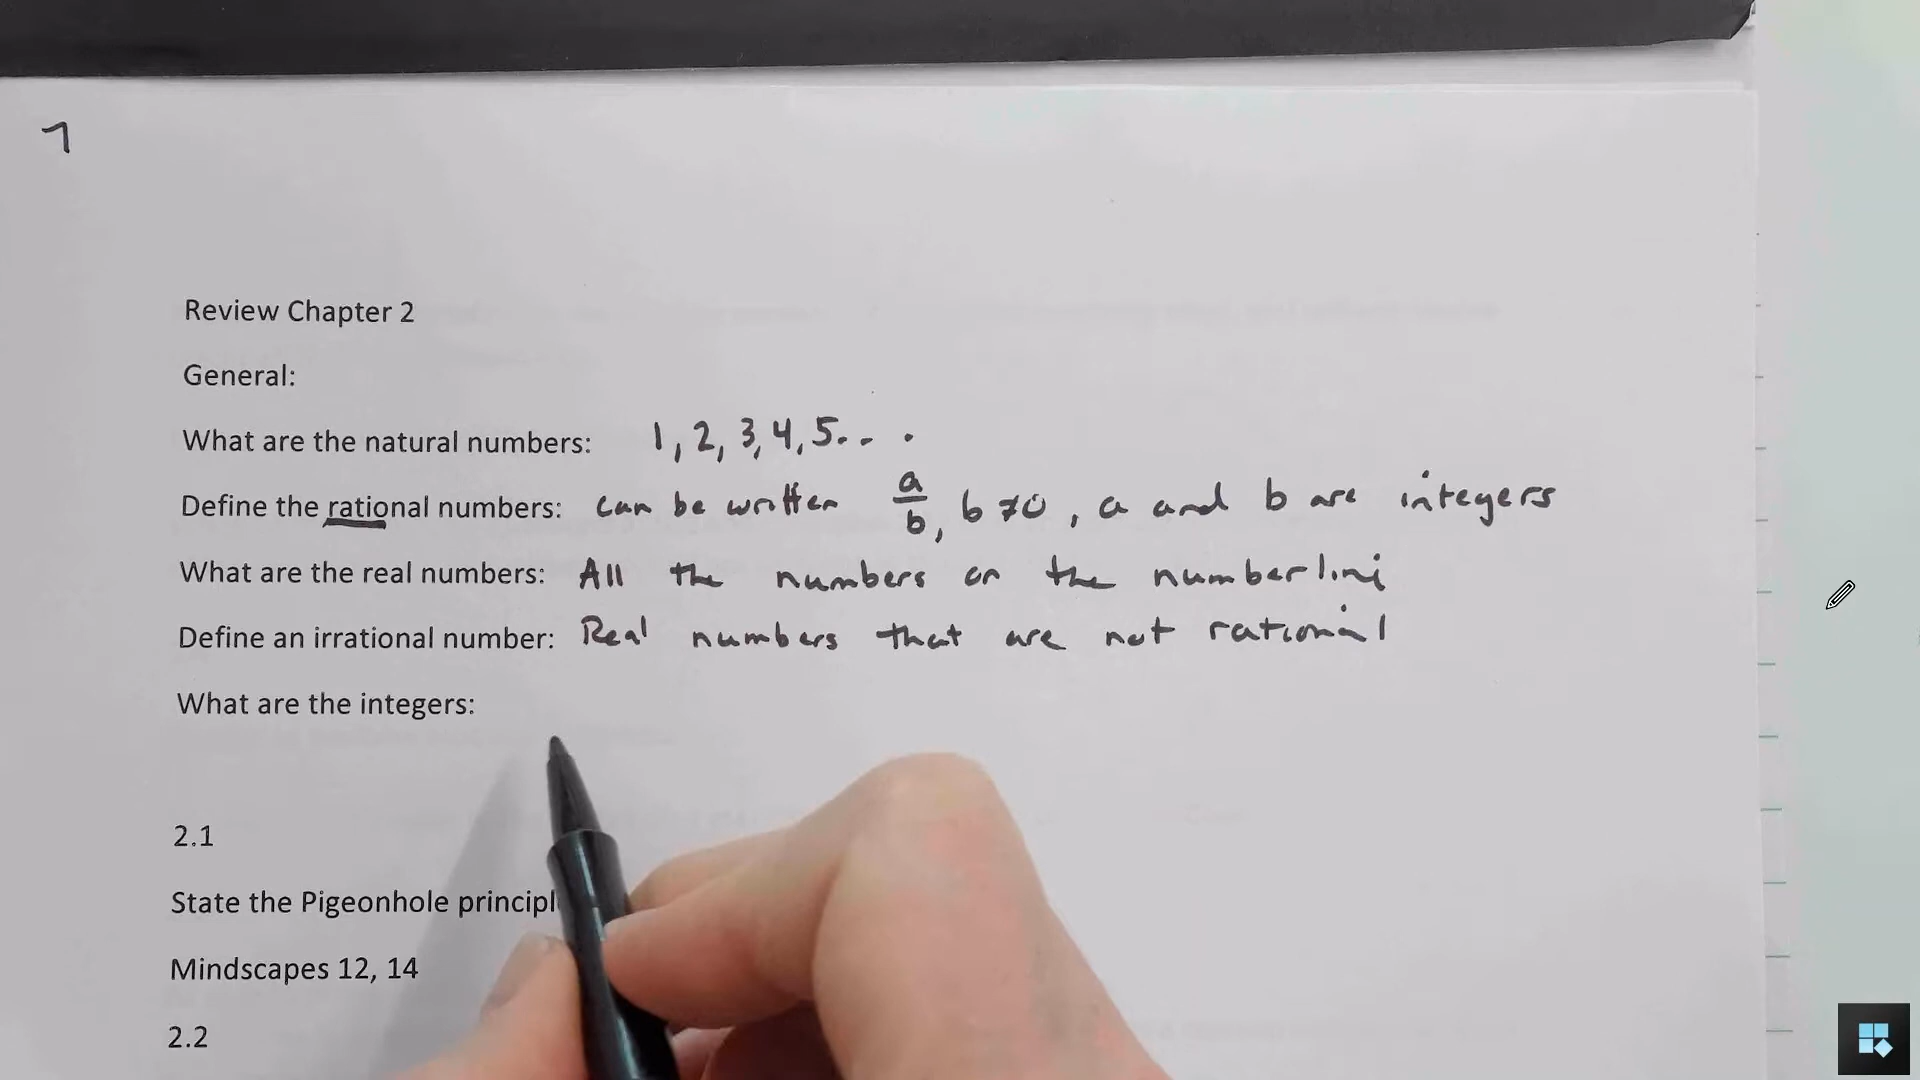 7
Review Chapter 2
General:
What are the natural numbers: 1, 2, 3, 4, 5...
Define the rational numbers: can be written a/b, b≠0, a and b are integers
What are the real numbers: All the numbers on the numberline
Define an irrational number: Real numbers that are not rational
What are the integers:
2.1
State the Pigeonhole principl
Mindscapes 12, 14
2.2